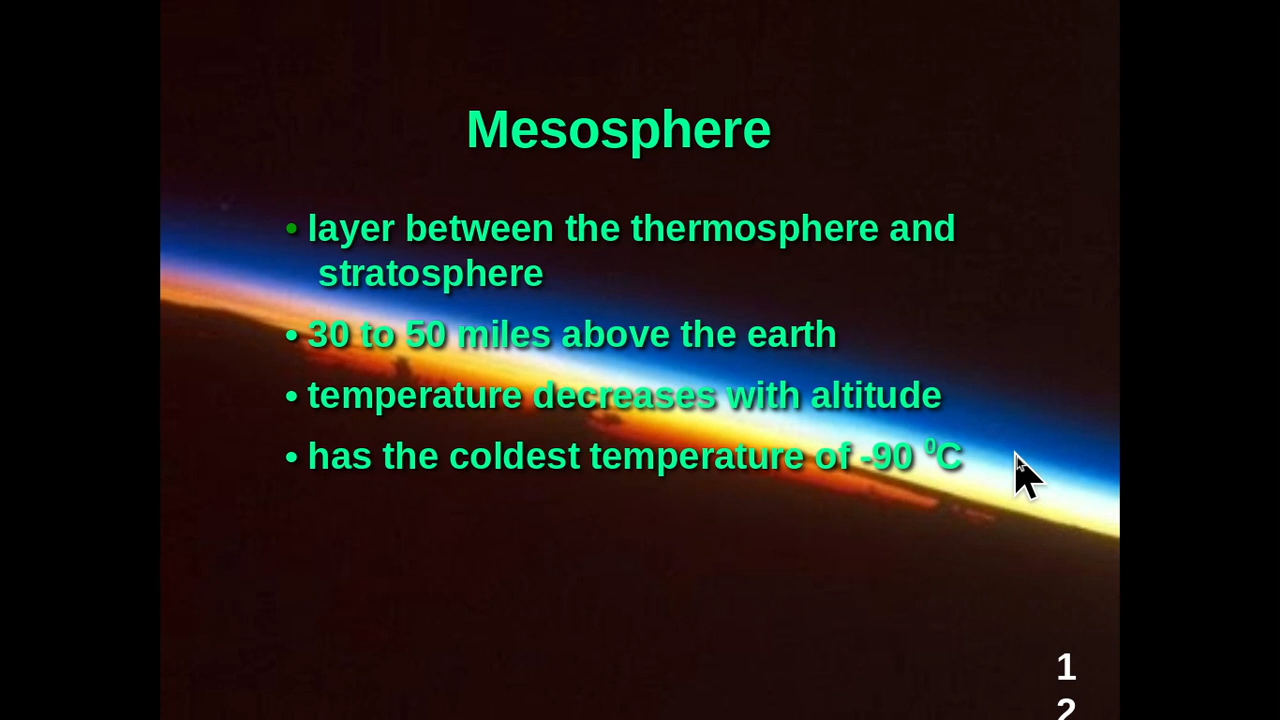 Mesosphere
• layer between the thermosphere and
stratosphere
• 30 to 50 miles above the earth
• temperature decreases with altitude
• has the coldest temperature of -90 ⁰C
1
2